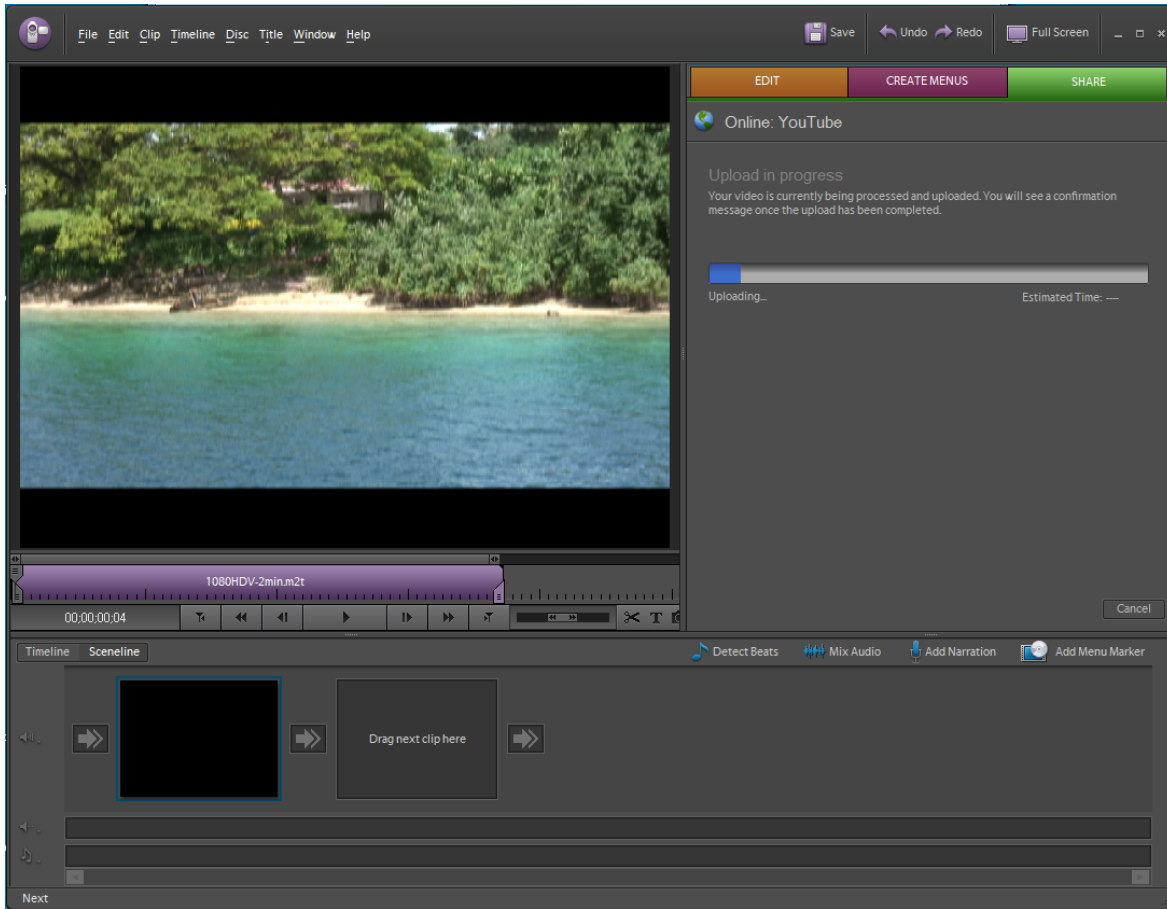 File Edit Clip Timeline Disc Title Window Help
Save Undo Redo Full Screen
EDIT CREATE MENUS SHARE
Online: YouTube
Upload in progress
Your video is currently being processed and uploaded. You will see a confirmation
message once the upload has been completed.
Uploading... Estimated Time: ---
Cancel
1080HDV-2min.m2t
00;00;00;04
Timeline Sceneline
Detect Beats Mix Audio Add Narration Add Menu Marker
Drag next clip here
Next